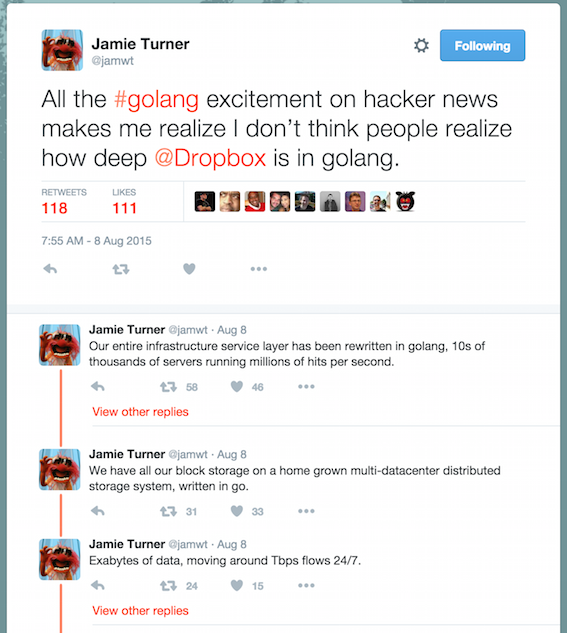 Jamie Turner
@jamwt
Following
All the #golang excitement on hacker news
makes me realize I don't think people realize
how deep @Dropbox is in golang.
RETWEETS LIKES
118 111
7:55 AM - 8 Aug 2015
Jamie Turner @jamwt · Aug 8
Our entire infrastructure service layer has been rewritten in golang, 10s of
thousands of servers running millions of hits per second.
58 46
View other replies
Jamie Turner @jamwt · Aug 8
We have all our block storage on a home grown multi-datacenter distributed
storage system, written in go.
31 33
Jamie Turner @jamwt · Aug 8
Exabytes of data, moving around Tbps flows 24/7.
24 15
View other replies